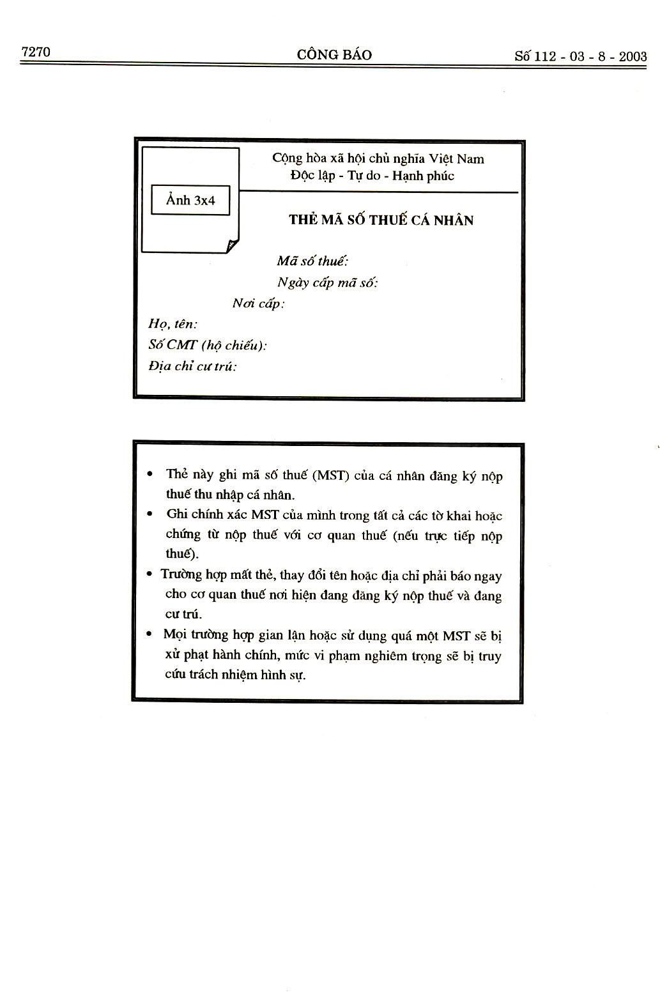 7270 CÔNG BÁO Số 112 - 03 - 8 - 2003
Cộng hòa xã hội chủ nghĩa Việt Nam
Độc lập - Tự do - Hạnh phúc
Ảnh 3x4
THẺ MÃ SỐ THUẾ CÁ NHÂN
Mã số thuế:
Ngày cấp mã số:
Nơi cấp:
Họ, tên:
Số CMT (hộ chiếu):
Địa chỉ cư trú:
• Thẻ này ghi mã số thuế (MST) của cá nhân đăng ký nộp
thuế thu nhập cá nhân.
• Ghi chính xác MST của mình trong tất cả các tờ khai hoặc
chứng từ nộp thuế với cơ quan thuế (nếu trực tiếp nộp
thuế).
• Trường hợp mất thẻ, thay đổi tên hoặc địa chỉ phải báo ngay
cho cơ quan thuế nơi hiện đang đăng ký nộp thuế và đang
cư trú.
• Mọi trường hợp gian lận hoặc sử dụng quá một MST sẽ bị
xử phạt hành chính, mức vi phạm nghiêm trọng sẽ bị truy
cứu trách nhiệm hình sự.